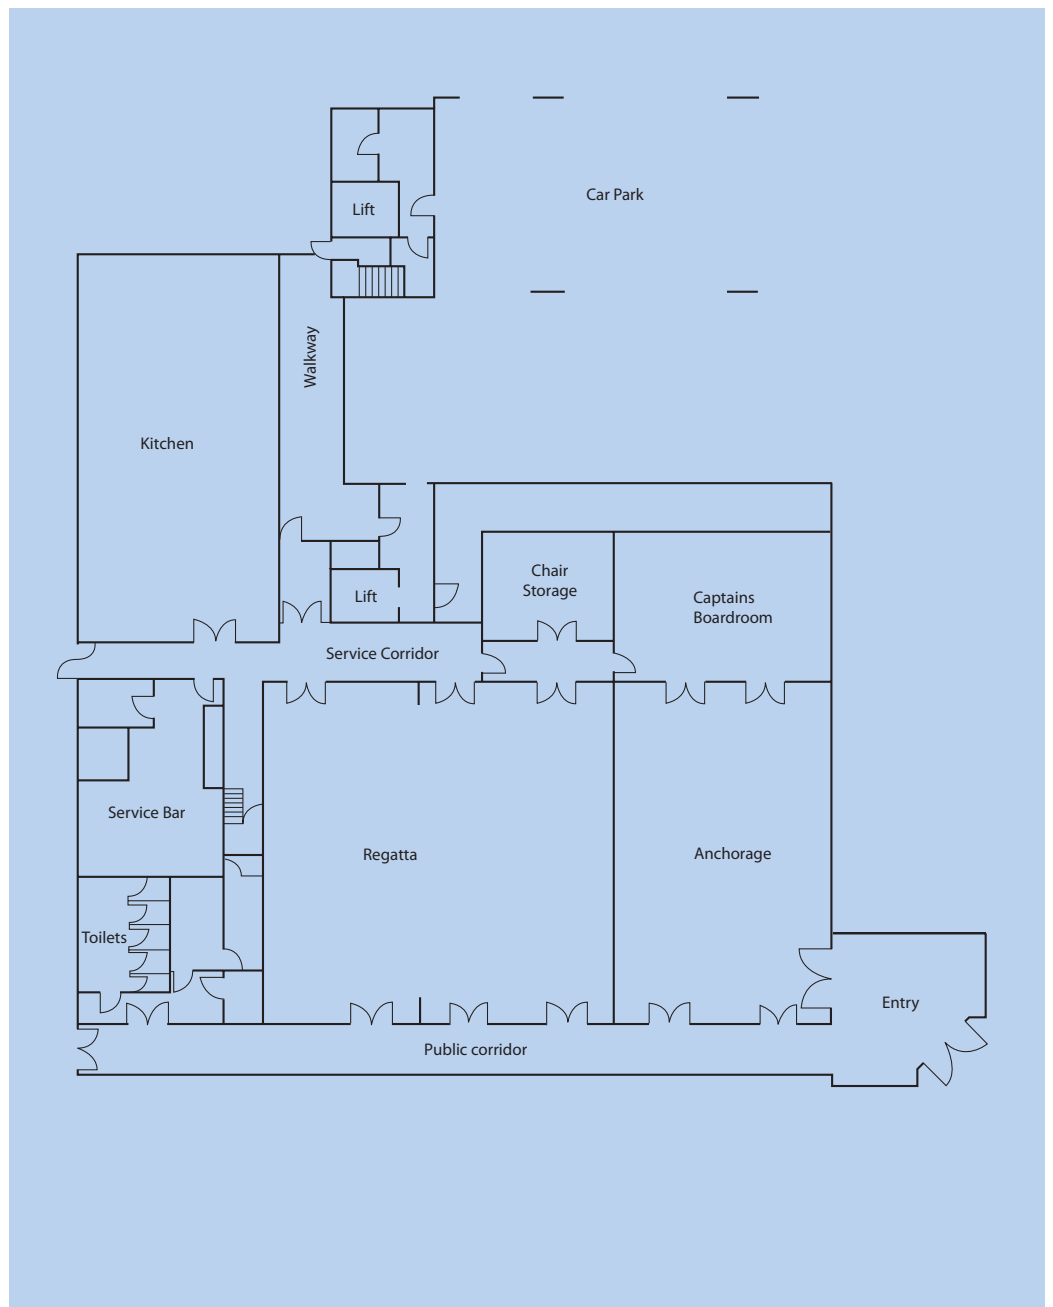 Car Park
Lift
Walkway
Kitchen
Chair
Storage
Lift
Captains
Boardroom
Service Corridor
Service Bar
Regatta
Anchorage
Toilets
Entry
Public corridor